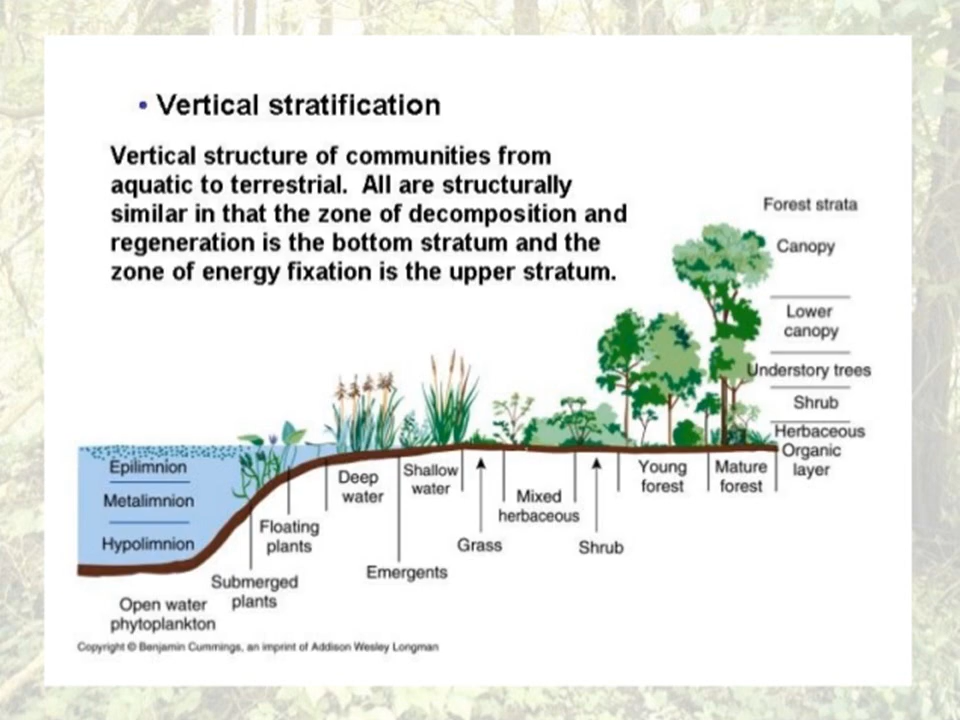 • Vertical stratification
Vertical structure of communities from
aquatic to terrestrial.  All are structurally
similar in that the zone of decomposition and
regeneration is the bottom stratum and the
zone of energy fixation is the upper stratum.
Forest strata
Canopy
Lower
canopy
Understory trees
Shrub
Herbaceous
Organic
layer
Epilimnion
Metalimnion
Hypolimnion
Open water
phytoplankton
Submerged
plants
Floating
plants
Deep
water
Emergents
Shallow
water
Grass
Mixed
herbaceous
Shrub
Young
forest
Mature
forest
Copyright © Benjamin Cummings, an imprint of Addison Wesley Longman